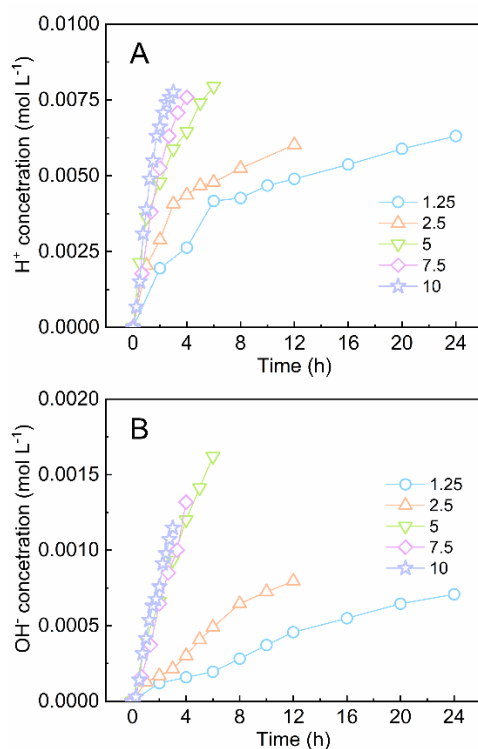 A
H⁺ concetration (mol L⁻¹)
0.0100
0.0075
0.0050
0.0025
0.0000
1.25
2.5
5
7.5
10
0 4 8 12 16 20 24
Time (h)
B
OH⁻ concetration (mol L⁻¹)
0.0020
0.0015
0.0010
0.0005
0.0000
1.25
2.5
5
7.5
10
0 4 8 12 16 20 24
Time (h)